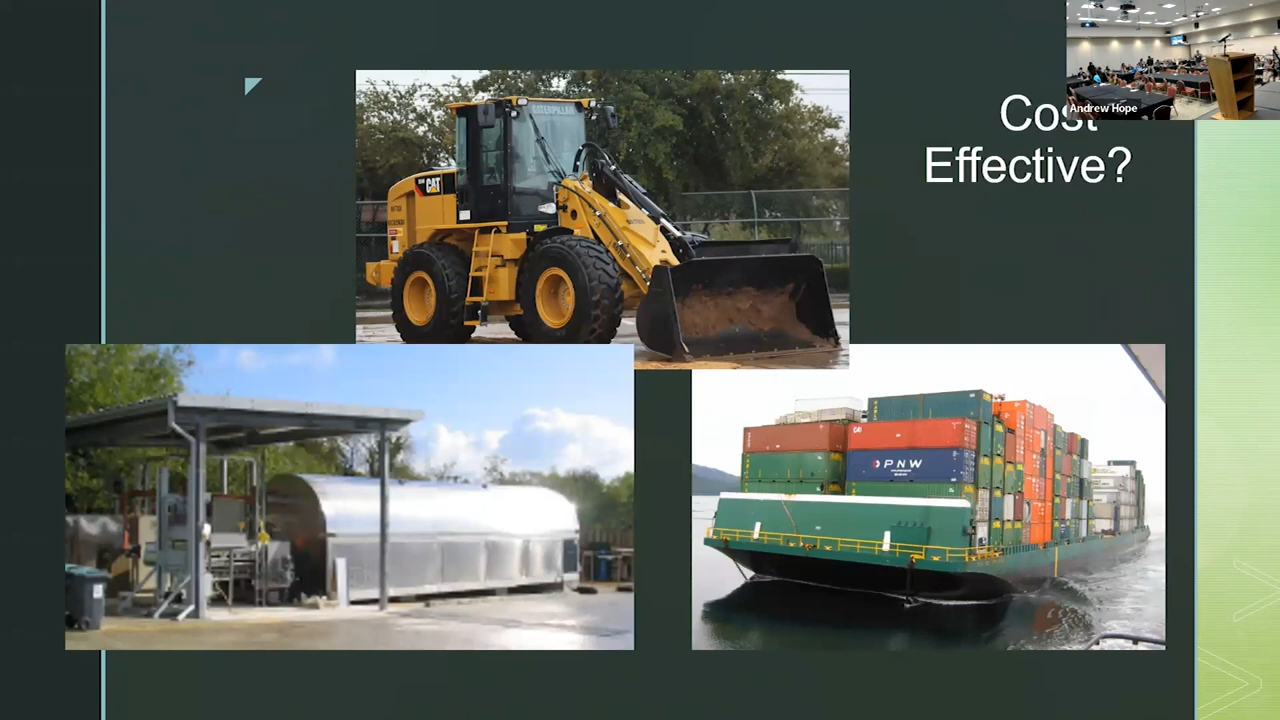 Cost
Effective?
Andrew Hope
CATERPILLAR
CAT
PNW